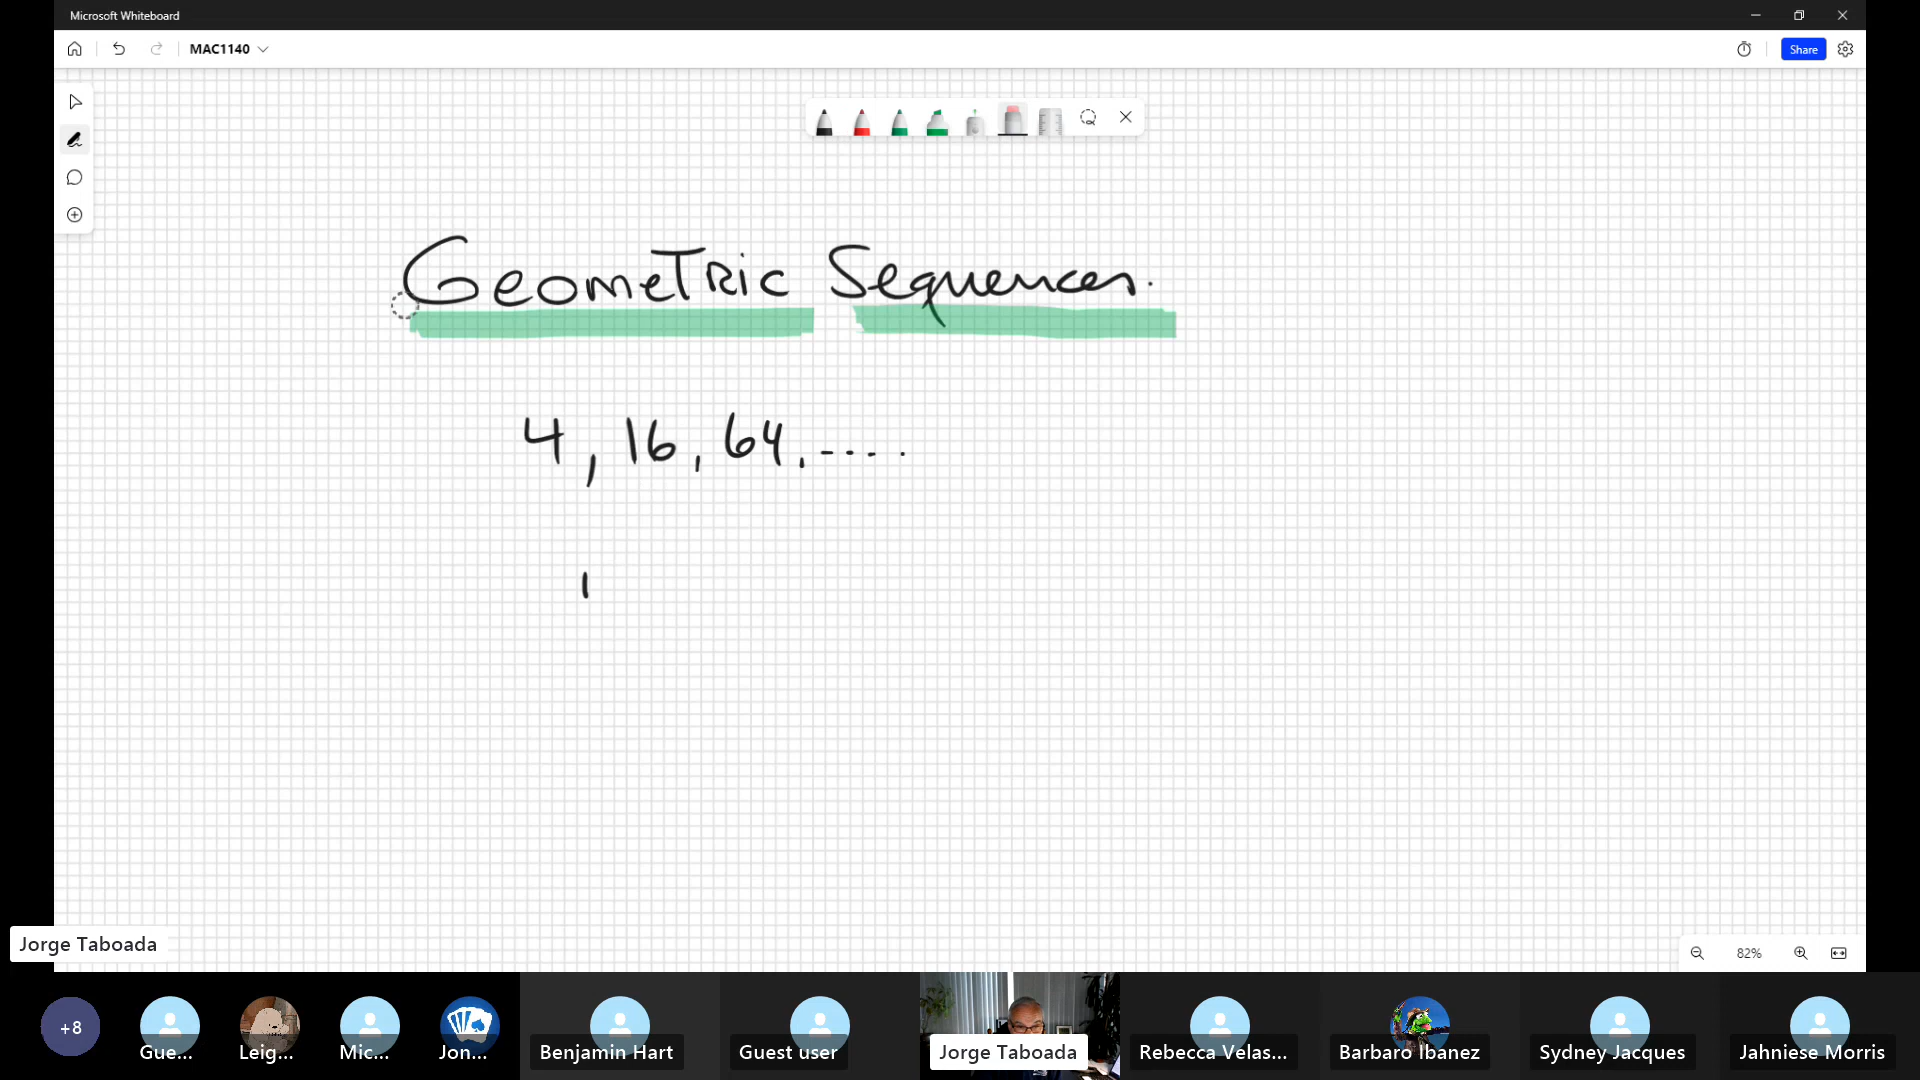 Microsoft Whiteboard
MAC1140
Share
Geometric Sequences.
4, 16, 64, ....
82%
Jorge Taboada
+8
Gue...
Leig...
Mic...
Jon...
Benjamin Hart
Guest user
Jorge Taboada
Rebecca Velas...
Barbaro Ibanez
Sydney Jacques
Jahniese Morris